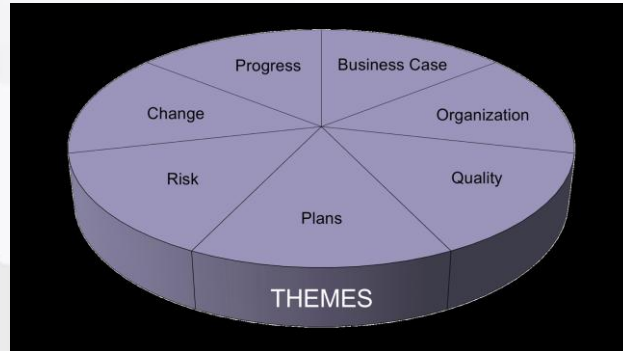 Progress
Business Case
Change
Organization
Risk
Quality
Plans
THEMES